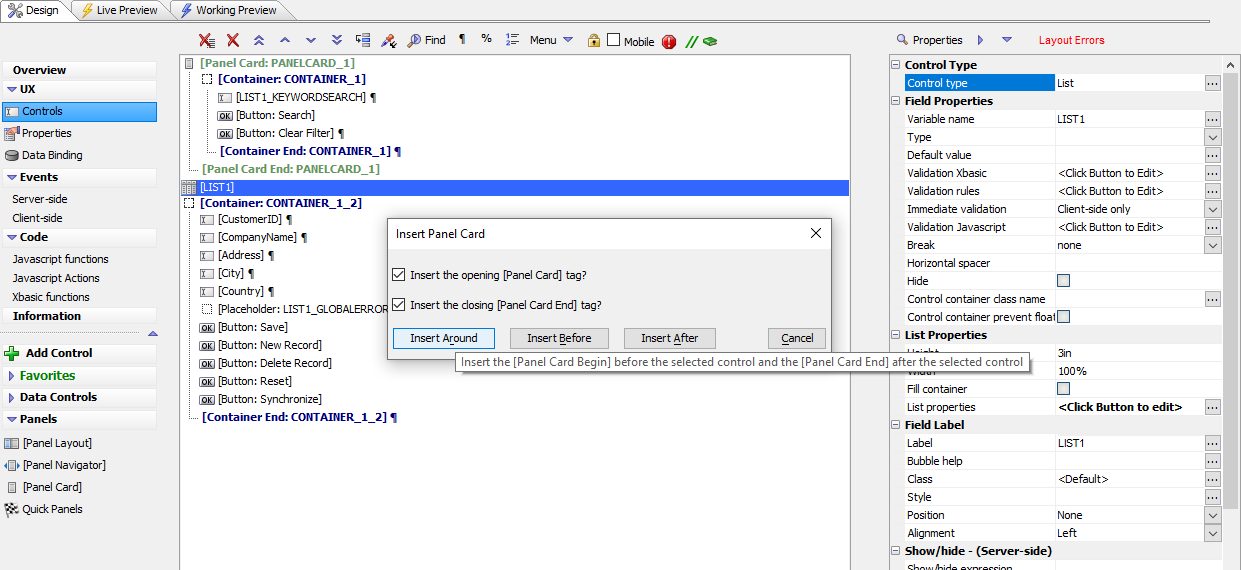 Design
Live Preview
Working Preview
Find
¶
%
Menu
Mobile
Properties
Layout Errors
Overview
UX
Controls
Properties
Data Binding
Events
Server-side
Client-side
Code
Javascript functions
Javascript Actions
Xbasic functions
Information
Add Control
Favorites
Data Controls
Panels
[Panel Layout]
[Panel Navigator]
[Panel Card]
Quick Panels
[Panel Card: PANELCARD_1]
[Container: CONTAINER_1]
[LIST1_KEYWORDSEARCH] ¶
OK [Button: Search]
OK [Button: Clear Filter] ¶
[Container End: CONTAINER_1] ¶
[Panel Card End: PANELCARD_1]
[LIST1]
[Container: CONTAINER_1_2]
[CustomerID] ¶
[CompanyName] ¶
[Address] ¶
[City] ¶
[Country] ¶
[Placeholder: LIST1_GLOBALERROR
OK [Button: Save]
OK [Button: New Record]
OK [Button: Delete Record]
OK [Button: Reset]
OK [Button: Synchronize]
[Container End: CONTAINER_1_2] ¶
Insert Panel Card
Insert the opening [Panel Card] tag?
Insert the closing [Panel Card End] tag?
Insert Around
Insert Before
Insert After
Cancel
Insert the [Panel Card Begin] before the selected control and the [Panel Card End] after the selected control
Control Type
Control type List ...
Field Properties
Variable name LIST1 ...
Type
Default value ...
Validation Xbasic <Click Button to Edit> ...
Validation rules <Click Button to Edit> ...
Immediate validation Client-side only
Validation Javascript <Click Button to Edit> ...
Break none
Horizontal spacer
Hide
Control container class name ...
Control container prevent float
List Properties
Height 3in
Width 100%
Fill container
List properties <Click Button to edit> ...
Field Label
Label LIST1 ...
Bubble help ...
Class <Default> ...
Style ...
Position None
Alignment Left
Show/hide - (Server-side)
Show/hide expression